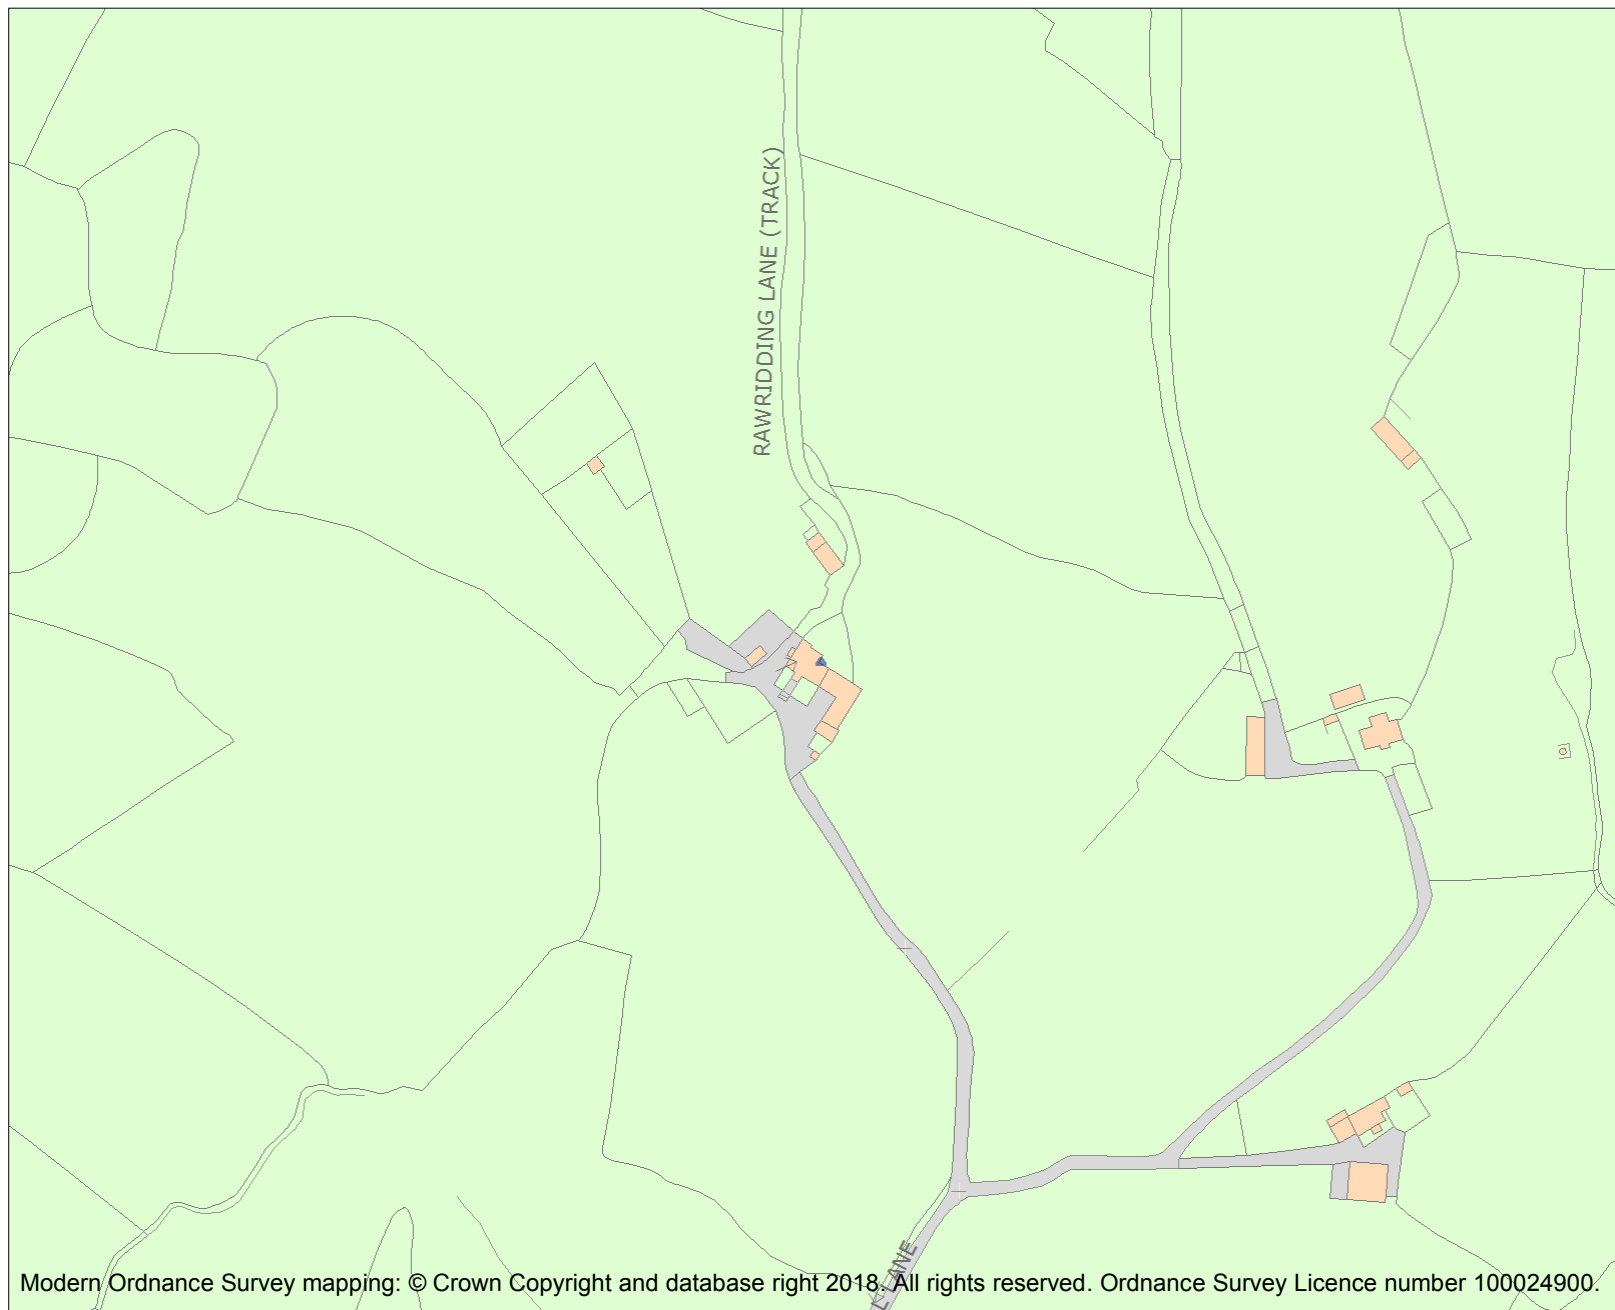 RAWRIDDING LANE (TRACK)
LANE
Modern Ordnance Survey mapping: © Crown Copyright and database right 2018. All rights reserved. Ordnance Survey Licence number 100024900.